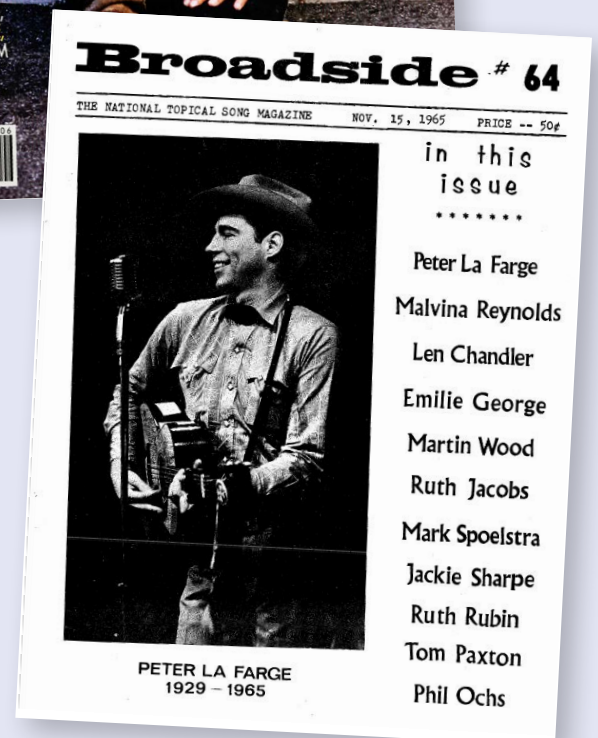 M
06
Broadside # 64
THE NATIONAL TOPICAL SONG MAGAZINE NOV. 15, 1965 PRICE -- 50¢
in this
issue
*******
Peter La Farge
Malvina Reynolds
Len Chandler
Emilie George
Martin Wood
Ruth Jacobs
Mark Spoelstra
Jackie Sharpe
Ruth Rubin
Tom Paxton
Phil Ochs
PETER LA FARGE
1929 – 1965